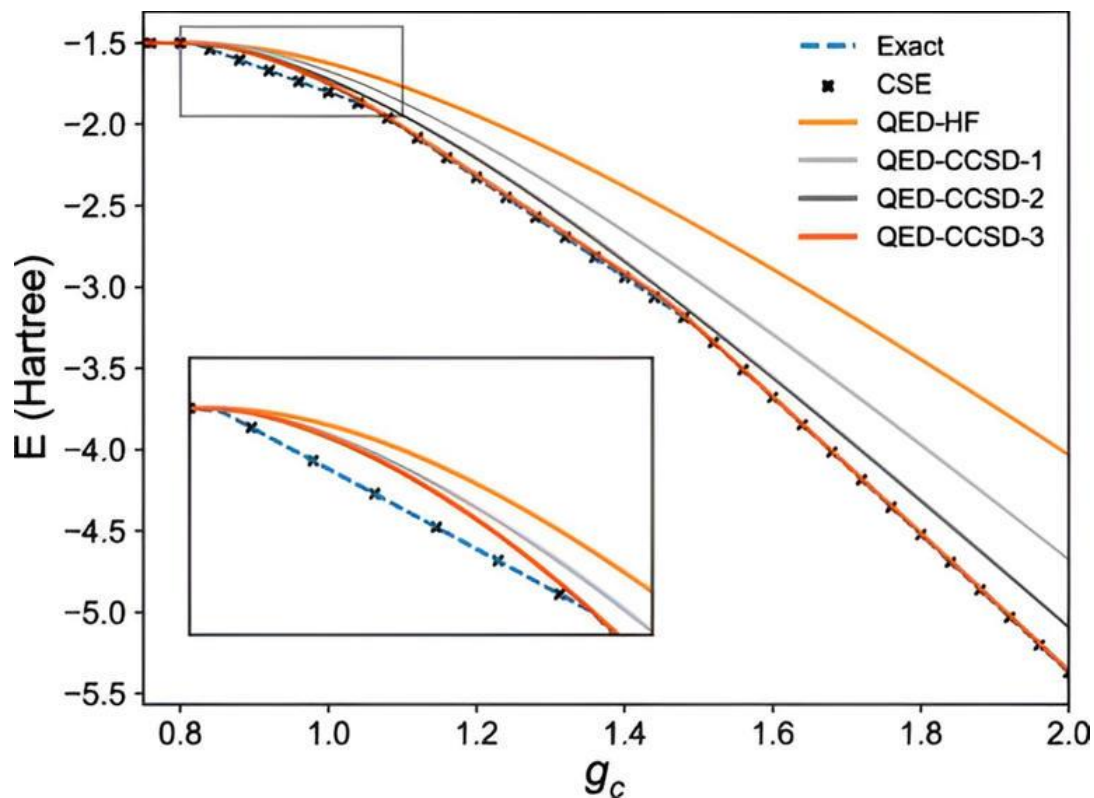 −1.5
−2.0
−2.5
−3.0
−3.5
−4.0
−4.5
−5.0
−5.5
E (Hartree)
Exact
CSE
QED-HF
QED-CCSD-1
QED-CCSD-2
QED-CCSD-3
0.8 1.0 1.2 1.4 1.6 1.8 2.0
g_c